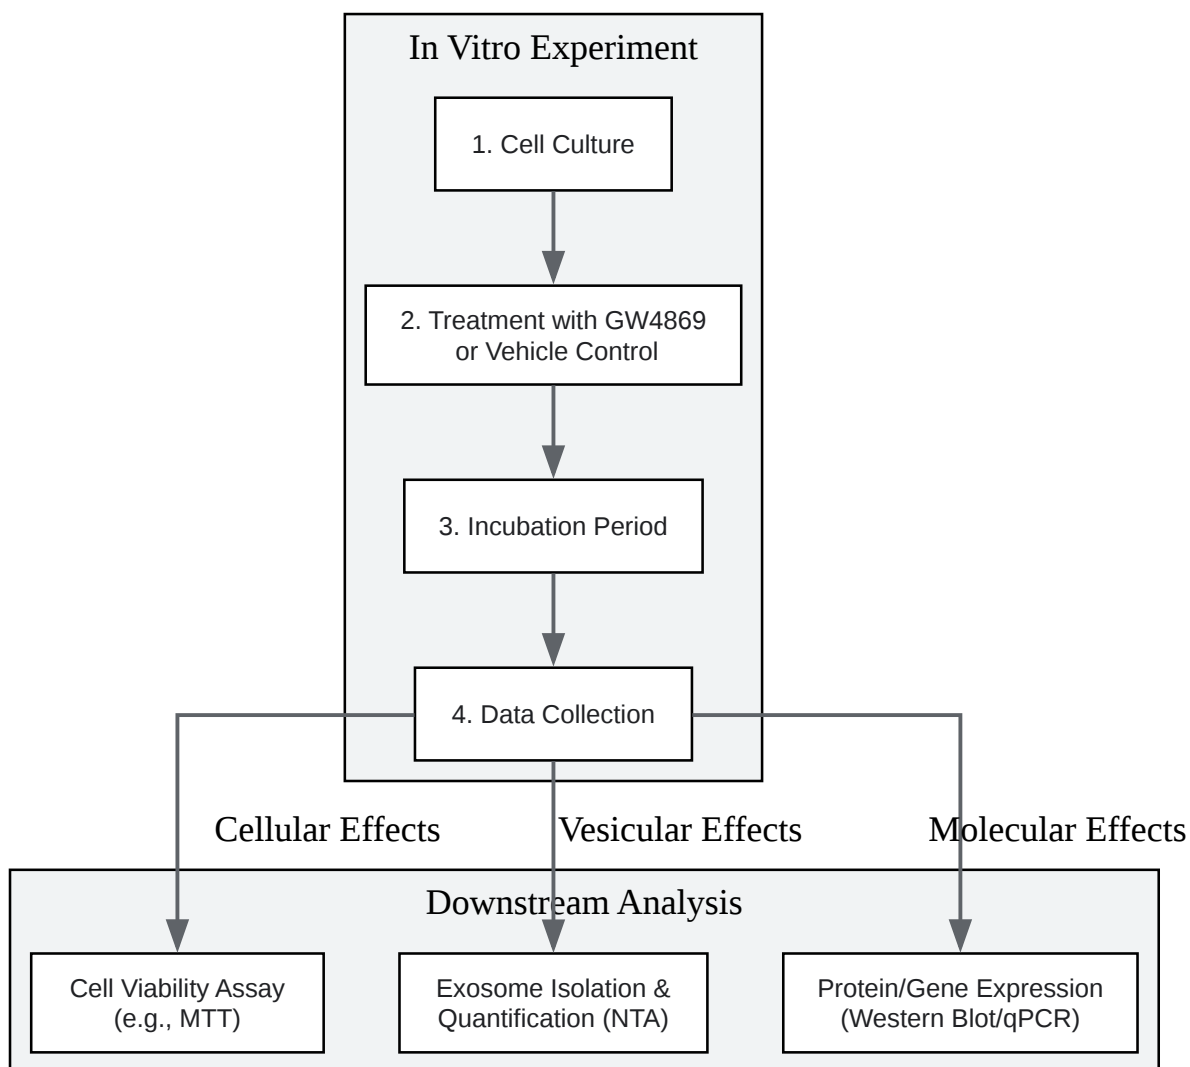 In Vitro Experiment
1. Cell Culture
2. Treatment with GW4869
or Vehicle Control
3. Incubation Period
4. Data Collection
Cellular Effects
Vesicular Effects
Molecular Effects
Downstream Analysis
Cell Viability Assay
(e.g., MTT)
Exosome Isolation &
Quantification (NTA)
Protein/Gene Expression
(Western Blot/qPCR)